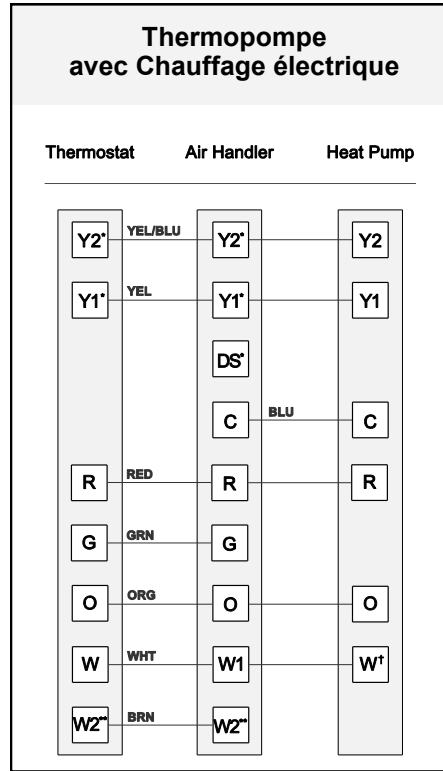 Thermopompe
avec Chauffage électrique
Thermostat Air Handler Heat Pump
Y2* YEL/BLU Y2* Y2
Y1* YEL Y1* Y1
DS*
C BLU C
R RED R R
G GRN G
O ORG O O
W WHT W1 W†
W2** BRN W2**